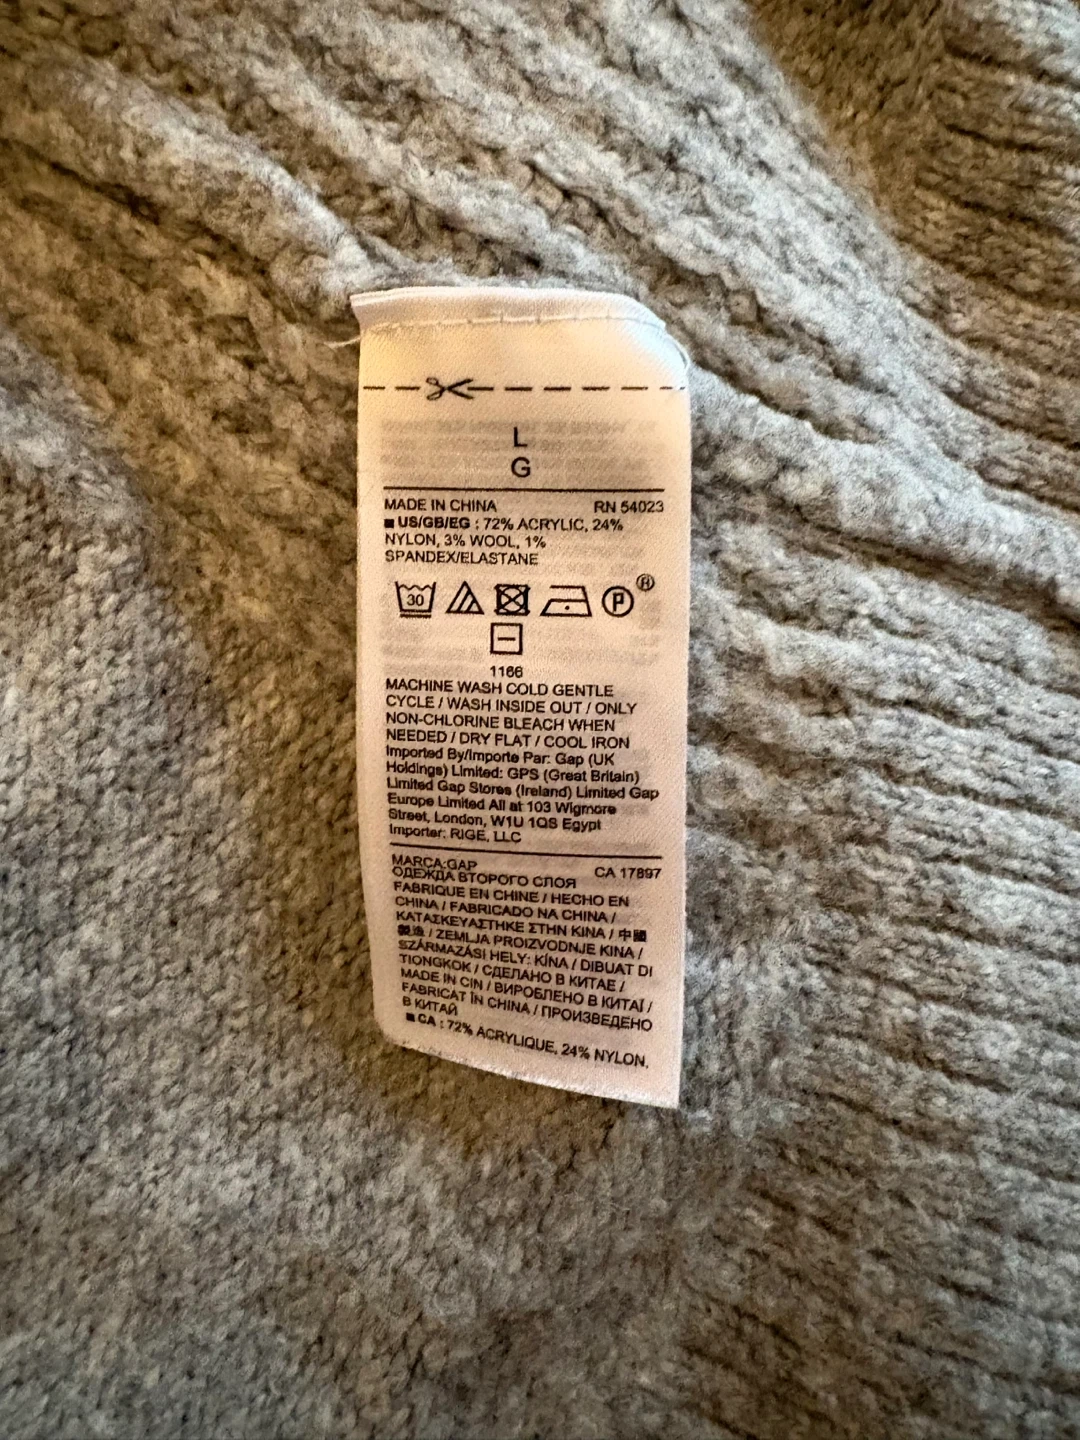 L
G
MADE IN CHINA RN 54023
■ US/GB/EG : 72% ACRYLIC, 24%
NYLON, 3% WOOL, 1%
SPANDEX/ELASTANE
30 P ®
1166
MACHINE WASH COLD GENTLE
CYCLE / WASH INSIDE OUT / ONLY
NON-CHLORINE BLEACH WHEN
NEEDED / DRY FLAT / COOL IRON
Imported By/Importe Par: Gap (UK
Holdings) Limited: GPS (Great Britain)
Limited Gap Stores (Ireland) Limited Gap
Europe Limited All at 103 Wigmore
Street, London, W1U 1QS Egypt
Importer: RIGE, LLC
MARCA:GAP CA 17897
ОДЕЖДА ВТОРОГО СЛОЯ
FABRIQUE EN CHINE / HECHO EN
CHINA / FABRICADO NA CHINA /
ΚΑΤΑΣΚΕΥΑΣΤΗΚΕ ΣΤΗΝ ΚΙΝΑ / 中國
製造 / ZEMLJA PROIZVODNJE KINA /
SZÁRMAZÁSI HELY: KÍNA / DIBUAT DI
TIONGKOK / СДЕЛАНО В КИТАЕ /
MADE IN CIN / ВИРОБЛЕНО В КИТАЇ /
FABRICAT ÎN CHINA / ПРОИЗВЕДЕНО
В КИТАЙ
■ CA : 72% ACRYLIQUE, 24% NYLON,